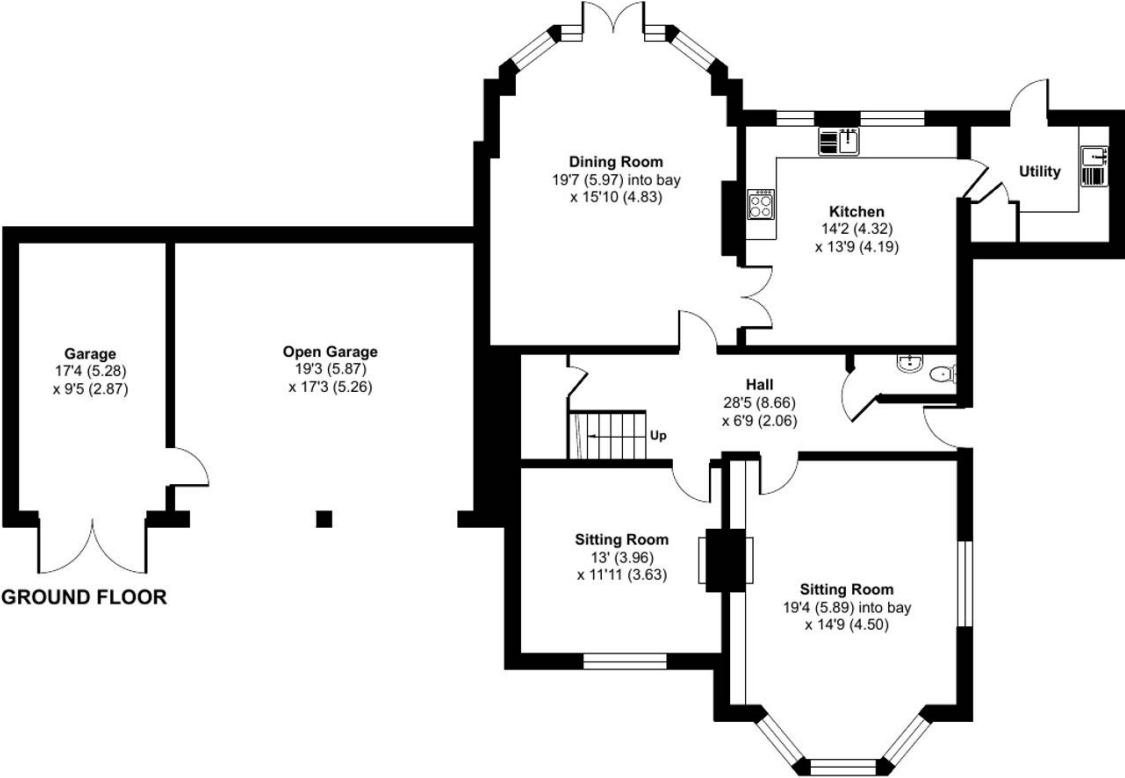 Dining Room
19'7 (5.97) into bay
x 15'10 (4.83)
Utility
Kitchen
14'2 (4.32)
x 13'9 (4.19)
Garage
17'4 (5.28)
x 9'5 (2.87)
Open Garage
19'3 (5.87)
x 17'3 (5.26)
Hall
28'5 (8.66)
x 6'9 (2.06)
Up
Sitting Room
13' (3.96)
x 11'11 (3.63)
Sitting Room
19'4 (5.89) into bay
x 14'9 (4.50)
GROUND FLOOR